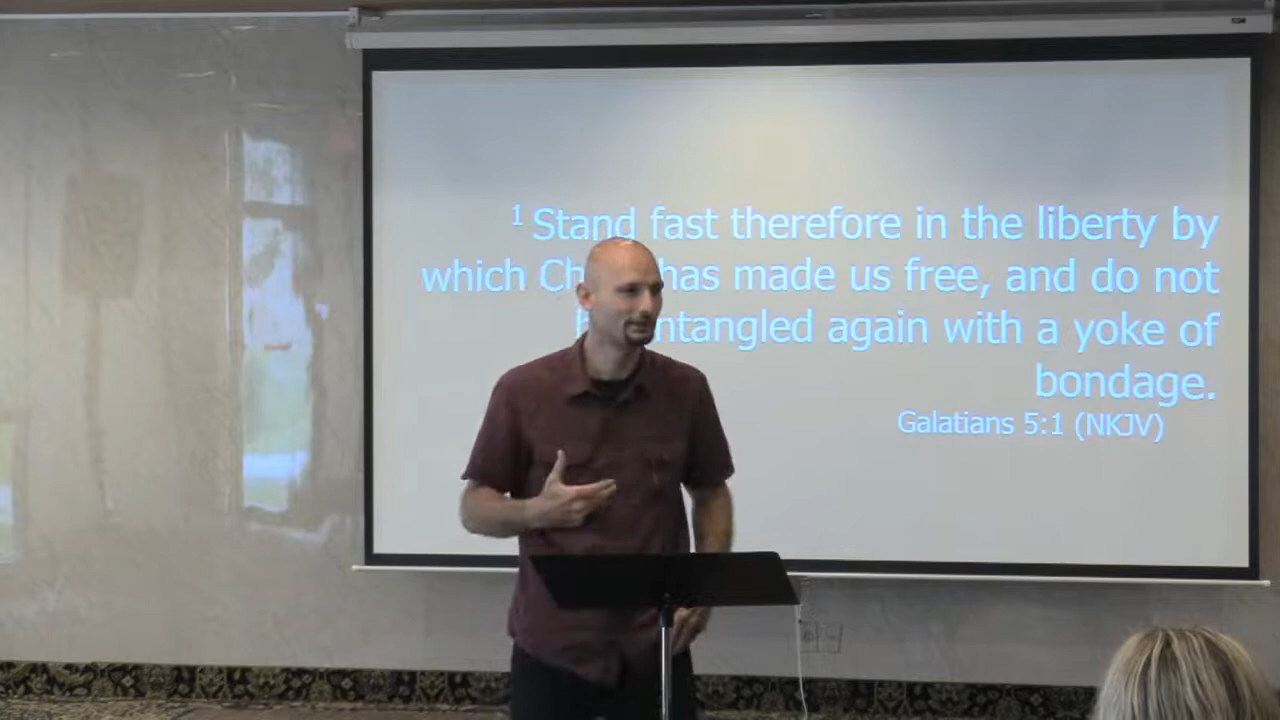 1 Stand fast therefore in the liberty by
which has made us free, and do not
entangled again with a yoke of
bondage.
Galatians 5:1 (NKJV)